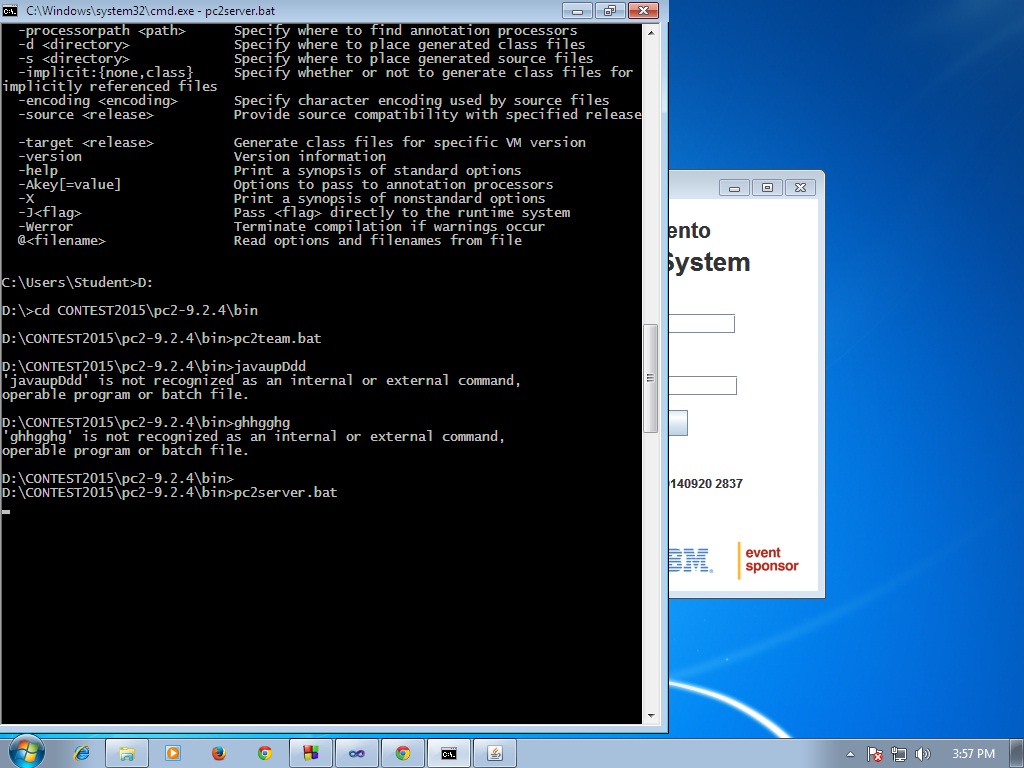 C:\Windows\system32\cmd.exe - pc2server.bat
-processorpath <path> Specify where to find annotation processors
-d <directory> Specify where to place generated class files
-s <directory> Specify where to place generated source files
-implicit:{none,class} Specify whether or not to generate class files for
implicitly referenced files
-encoding <encoding> Specify character encoding used by source files
-source <release> Provide source compatibility with specified release
-target <release> Generate class files for specific VM version
-version Version information
-help Print a synopsis of standard options
-Akey[=value] Options to pass to annotation processors
-X Print a synopsis of nonstandard options
-J<flag> Pass <flag> directly to the runtime system
-Werror Terminate compilation if warnings occur
@<filename> Read options and filenames from file
C:\Users\Student>D:
D:\>cd CONTEST2015\pc2-9.2.4\bin
D:\CONTEST2015\pc2-9.2.4\bin>pc2team.bat
D:\CONTEST2015\pc2-9.2.4\bin>javaupDdd
'javaupDdd' is not recognized as an internal or external command,
operable program or batch file.
D:\CONTEST2015\pc2-9.2.4\bin>ghhgghg
'ghhgghg' is not recognized as an internal or external command,
operable program or batch file.
D:\CONTEST2015\pc2-9.2.4\bin>
D:\CONTEST2015\pc2-9.2.4\bin>pc2server.bat
ento
System
0140920 2837
IBM.
event
sponsor
3:57 PM